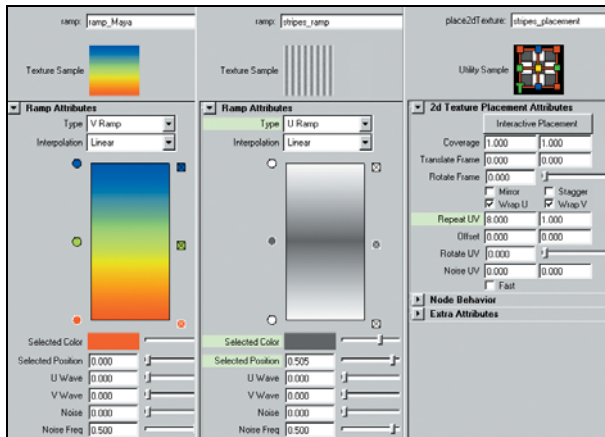 ramp: ramp_Maya
Texture Sample
Ramp Attributes
Type V Ramp
Interpolation Linear
Selected Color
Selected Position 0.000
U Wave 0.000
V Wave 0.000
Noise 0.000
Noise Freq 0.500
ramp: stripes_ramp
Texture Sample
Ramp Attributes
Type U Ramp
Interpolation Linear
Selected Color
Selected Position 0.505
U Wave 0.000
V Wave 0.000
Noise 0.000
Noise Freq 0.500
place2dTexture: stripes_placement
Utility Sample
2d Texture Placement Attributes
Interactive Placement
Coverage 1.000 1.000
Translate Frame 0.000 0.000
Rotate Frame 0.000
Mirror Stagger
Wrap U Wrap V
Repeat UV 8.000 1.000
Offset 0.000 0.000
Rotate UV 0.000
Noise UV 0.000 0.000
Fast
Node Behavior
Extra Attributes